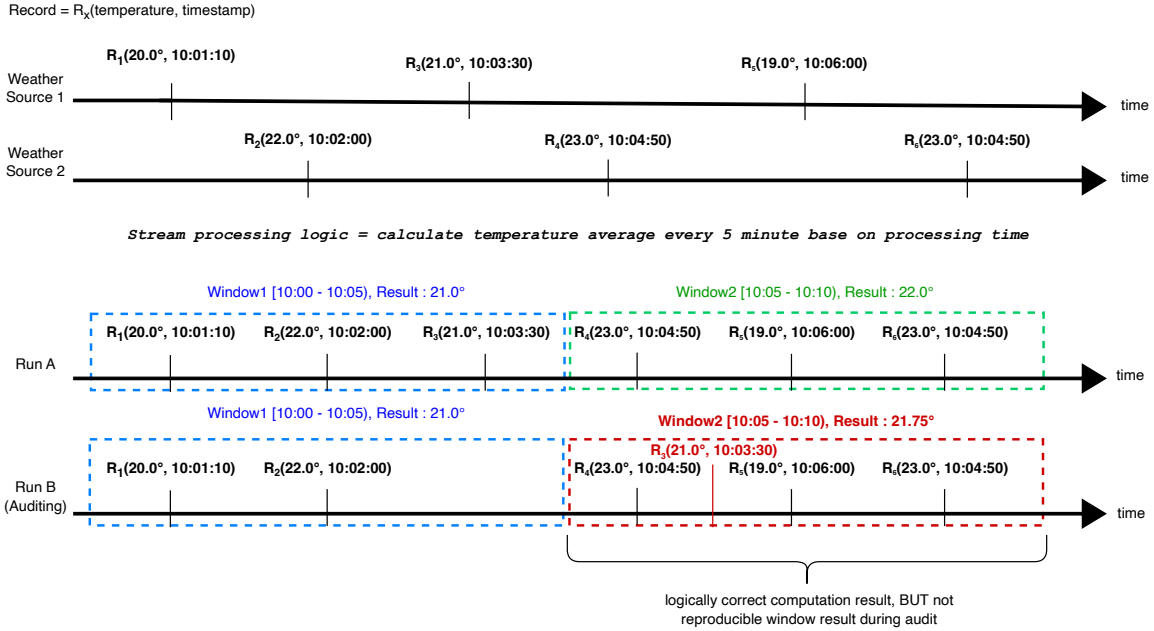 Record = Rx(temperature, timestamp)
R1(20.0°, 10:01:10)
R3(21.0°, 10:03:30)
R5(19.0°, 10:06:00)
Weather
Source 1
time
R2(22.0°, 10:02:00)
R4(23.0°, 10:04:50)
R6(23.0°, 10:04:50)
Weather
Source 2
time
Stream processing logic = calculate temperature average every 5 minute base on processing time
Window1 [10:00 - 10:05), Result : 21.0°
Window2 [10:05 - 10:10), Result : 22.0°
R1(20.0°, 10:01:10)
R2(22.0°, 10:02:00)
R3(21.0°, 10:03:30)
R4(23.0°, 10:04:50)
R5(19.0°, 10:06:00)
R6(23.0°, 10:04:50)
Run A
time
Window1 [10:00 - 10:05), Result : 21.0°
Window2 [10:05 - 10:10), Result : 21.75°
R3(21.0°, 10:03:30)
R1(20.0°, 10:01:10)
R2(22.0°, 10:02:00)
R4(23.0°, 10:04:50)
R5(19.0°, 10:06:00)
R6(23.0°, 10:04:50)
Run B
(Auditing)
time
logically correct computation result, BUT not
reproducible window result during audit